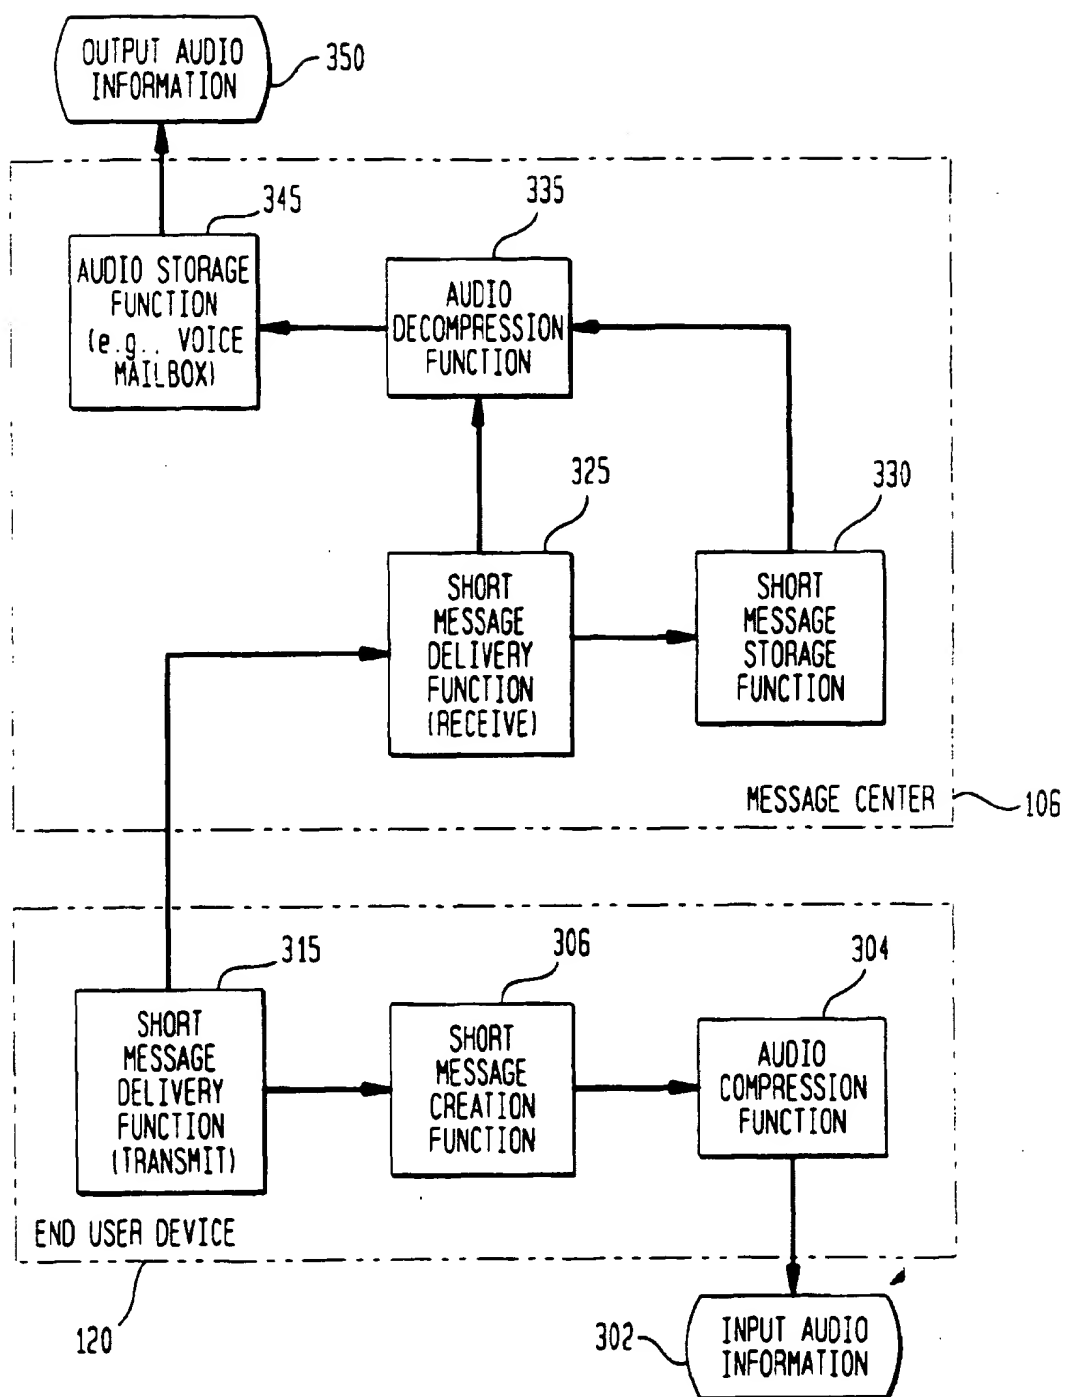 OUTPUT AUDIO
INFORMATION
350
345
335
AUDIO STORAGE
FUNCTION
(e.g., VOICE
MAILBOX)
AUDIO
DECOMPRESSION
FUNCTION
325
330
SHORT
MESSAGE
DELIVERY
FUNCTION
(RECEIVE)
SHORT
MESSAGE
STORAGE
FUNCTION
MESSAGE CENTER
106
315
306
304
SHORT
MESSAGE
DELIVERY
FUNCTION
(TRANSMIT)
SHORT
MESSAGE
CREATION
FUNCTION
AUDIO
COMPRESSION
FUNCTION
END USER DEVICE
120
302
INPUT AUDIO
INFORMATION